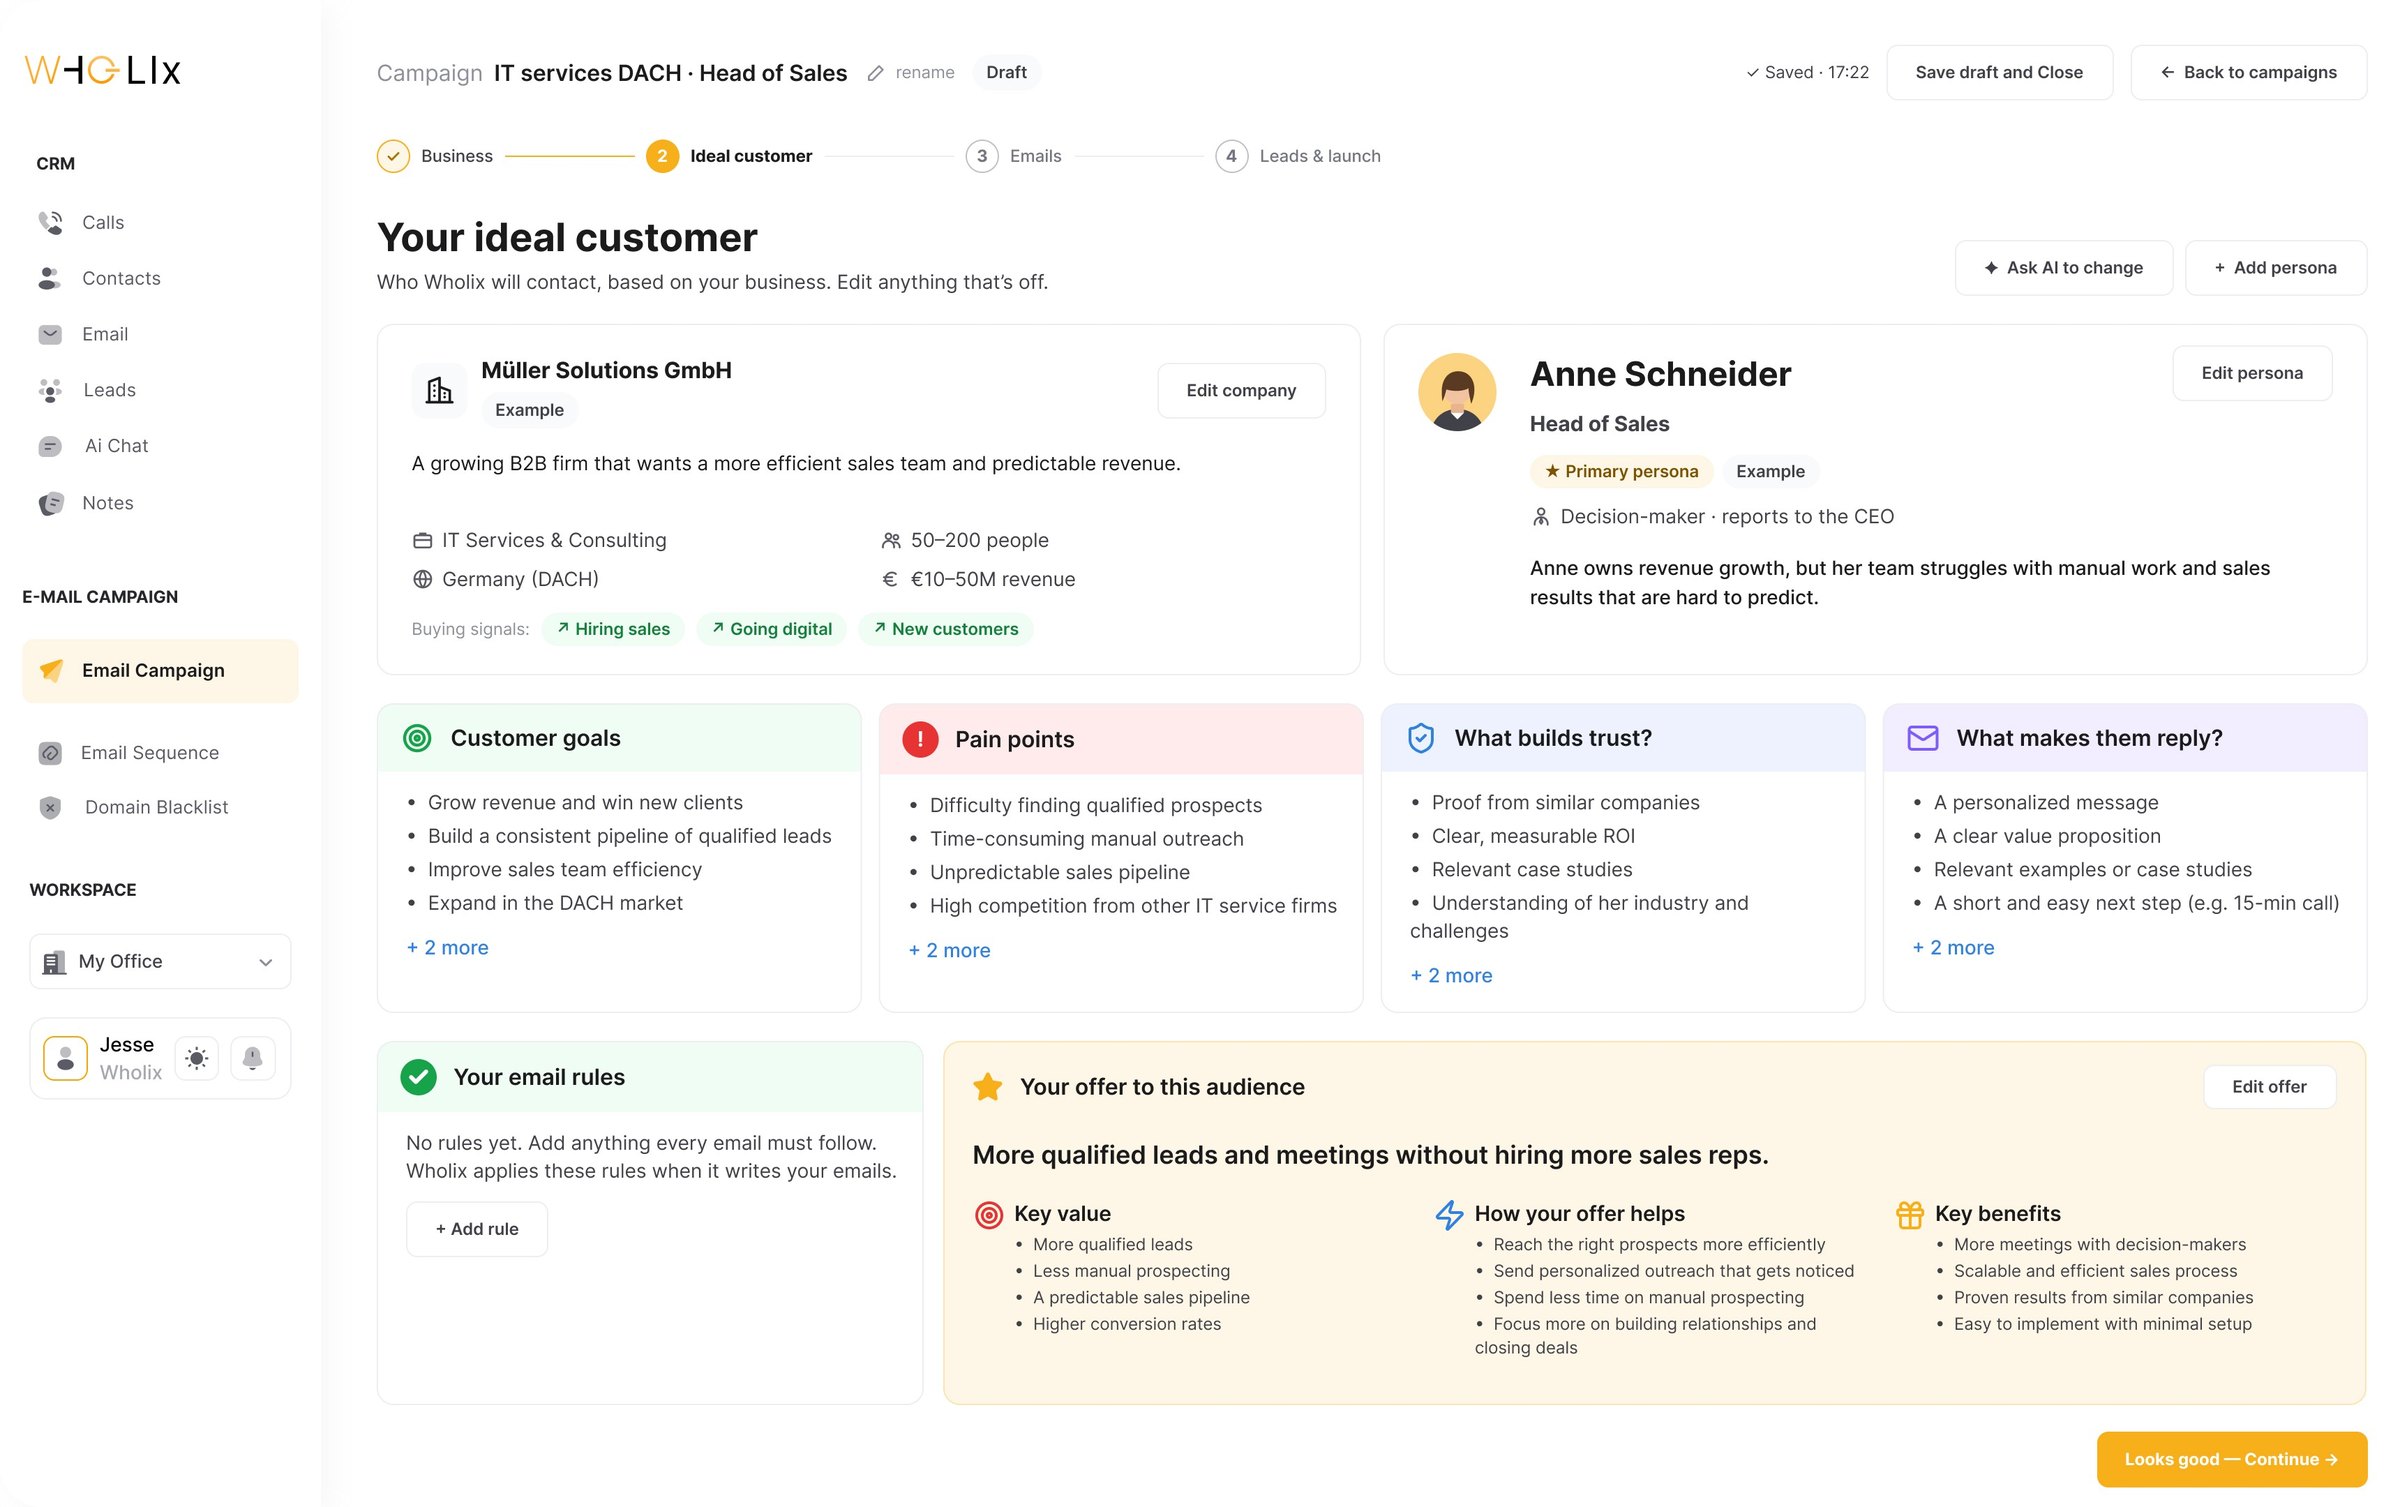 WHOLIX
CRM
Calls
Contacts
Email
Leads
Ai Chat
Notes
E-MAIL CAMPAIGN
Email Campaign
Email Sequence
Domain Blacklist
WORKSPACE
My Office
Jesse
Wholix
Campaign IT services DACH · Head of Sales rename Draft
✓ Saved · 17:22 Save draft and Close ← Back to campaigns
Business 2 Ideal customer 3 Emails 4 Leads & launch
Your ideal customer
Who Wholix will contact, based on your business. Edit anything that’s off.
Ask AI to change + Add persona
Müller Solutions GmbH
Example
Edit company
A growing B2B firm that wants a more efficient sales team and predictable revenue.
IT Services & Consulting 50–200 people
Germany (DACH) € €10–50M revenue
Buying signals: ↗ Hiring sales ↗ Going digital ↗ New customers
Anne Schneider
Edit persona
Head of Sales
★ Primary persona Example
Decision-maker · reports to the CEO
Anne owns revenue growth, but her team struggles with manual work and sales
results that are hard to predict.
Customer goals
• Grow revenue and win new clients
• Build a consistent pipeline of qualified leads
• Improve sales team efficiency
• Expand in the DACH market
+ 2 more
! Pain points
• Difficulty finding qualified prospects
• Time-consuming manual outreach
• Unpredictable sales pipeline
• High competition from other IT service firms
+ 2 more
What builds trust?
• Proof from similar companies
• Clear, measurable ROI
• Relevant case studies
• Understanding of her industry and
challenges
+ 2 more
What makes them reply?
• A personalized message
• A clear value proposition
• Relevant examples or case studies
• A short and easy next step (e.g. 15-min call)
+ 2 more
Your email rules
No rules yet. Add anything every email must follow.
Wholix applies these rules when it writes your emails.
+ Add rule
Your offer to this audience
Edit offer
More qualified leads and meetings without hiring more sales reps.
Key value
• More qualified leads
• Less manual prospecting
• A predictable sales pipeline
• Higher conversion rates
How your offer helps
• Reach the right prospects more efficiently
• Send personalized outreach that gets noticed
• Spend less time on manual prospecting
• Focus more on building relationships and
closing deals
Key benefits
• More meetings with decision-makers
• Scalable and efficient sales process
• Proven results from similar companies
• Easy to implement with minimal setup
Looks good — Continue →